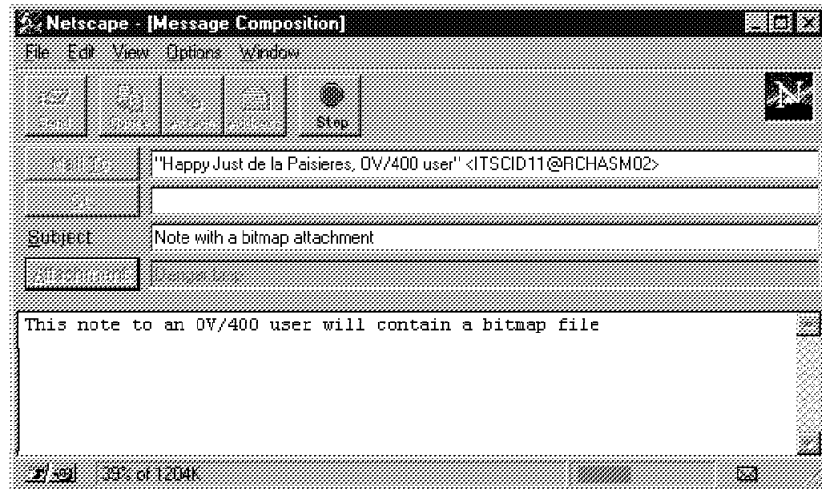 Netscape - [Message Composition]
File Edit View Options Window
Stop
N
"Happy Just de la Paisieres, OV/400 user" <ITSCID11@RCHASM02>
Subject
Note with a bitmap attachment
Attachment
This note to an OV/400 user will contain a bitmap file
39% of 1204K